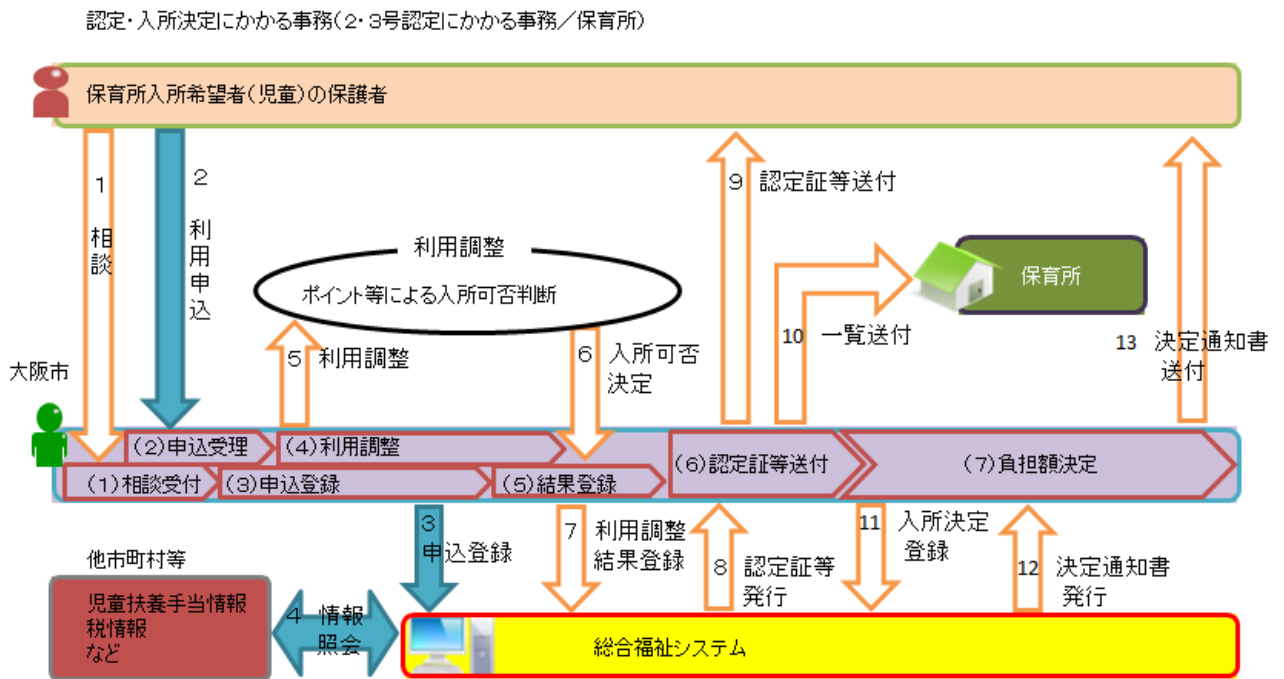 認定・入所決定にかかる事務(2・3号認定にかかる事務/保育所)
保育所入所希望者(児童)の保護者
1
相談
2
利用申込
9 認定証等送付
利用調整
ポイント等による入所可否判断
保育所
5 利用調整
6 入所可否
決定
10 一覧送付
13 決定通知書
送付
大阪市
(2)申込受理
(4)利用調整
(1)相談受付
(3)申込登録
(5)結果登録
(6)認定証等送付
(7)負担額決定
3
申込登録
7 利用調整
結果登録
8 認定証等
発行
11 入所決定
登録
12 決定通知書
発行
他市町村等
児童扶養手当情報
税情報
など
4 情報
照会
総合福祉システム